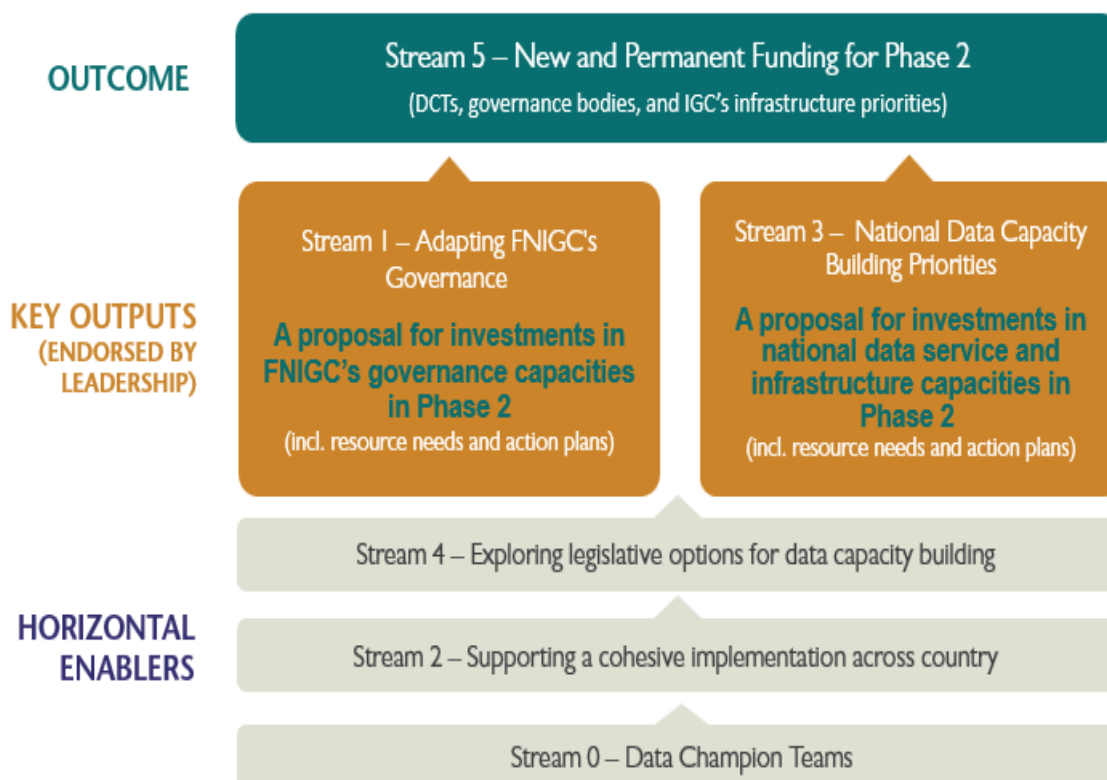 OUTCOME
Stream 5 – New and Permanent Funding for Phase 2
(DCTs, governance bodies, and IGC's infrastructure priorities)
KEY OUTPUTS
(ENDORSED BY
LEADERSHIP)
Stream 1 – Adapting FNIGC's
Governance
A proposal for investments in
FNIGC's governance capacities
in Phase 2
(incl. resource needs and action plans)
Stream 3 – National Data Capacity
Building Priorities
A proposal for investments in
national data service and
infrastructure capacities in
Phase 2
(incl. resource needs and action plans)
HORIZONTAL
ENABLERS
Stream 4 – Exploring legislative options for data capacity building
Stream 2 – Supporting a cohesive implementation across country
Stream 0 – Data Champion Teams